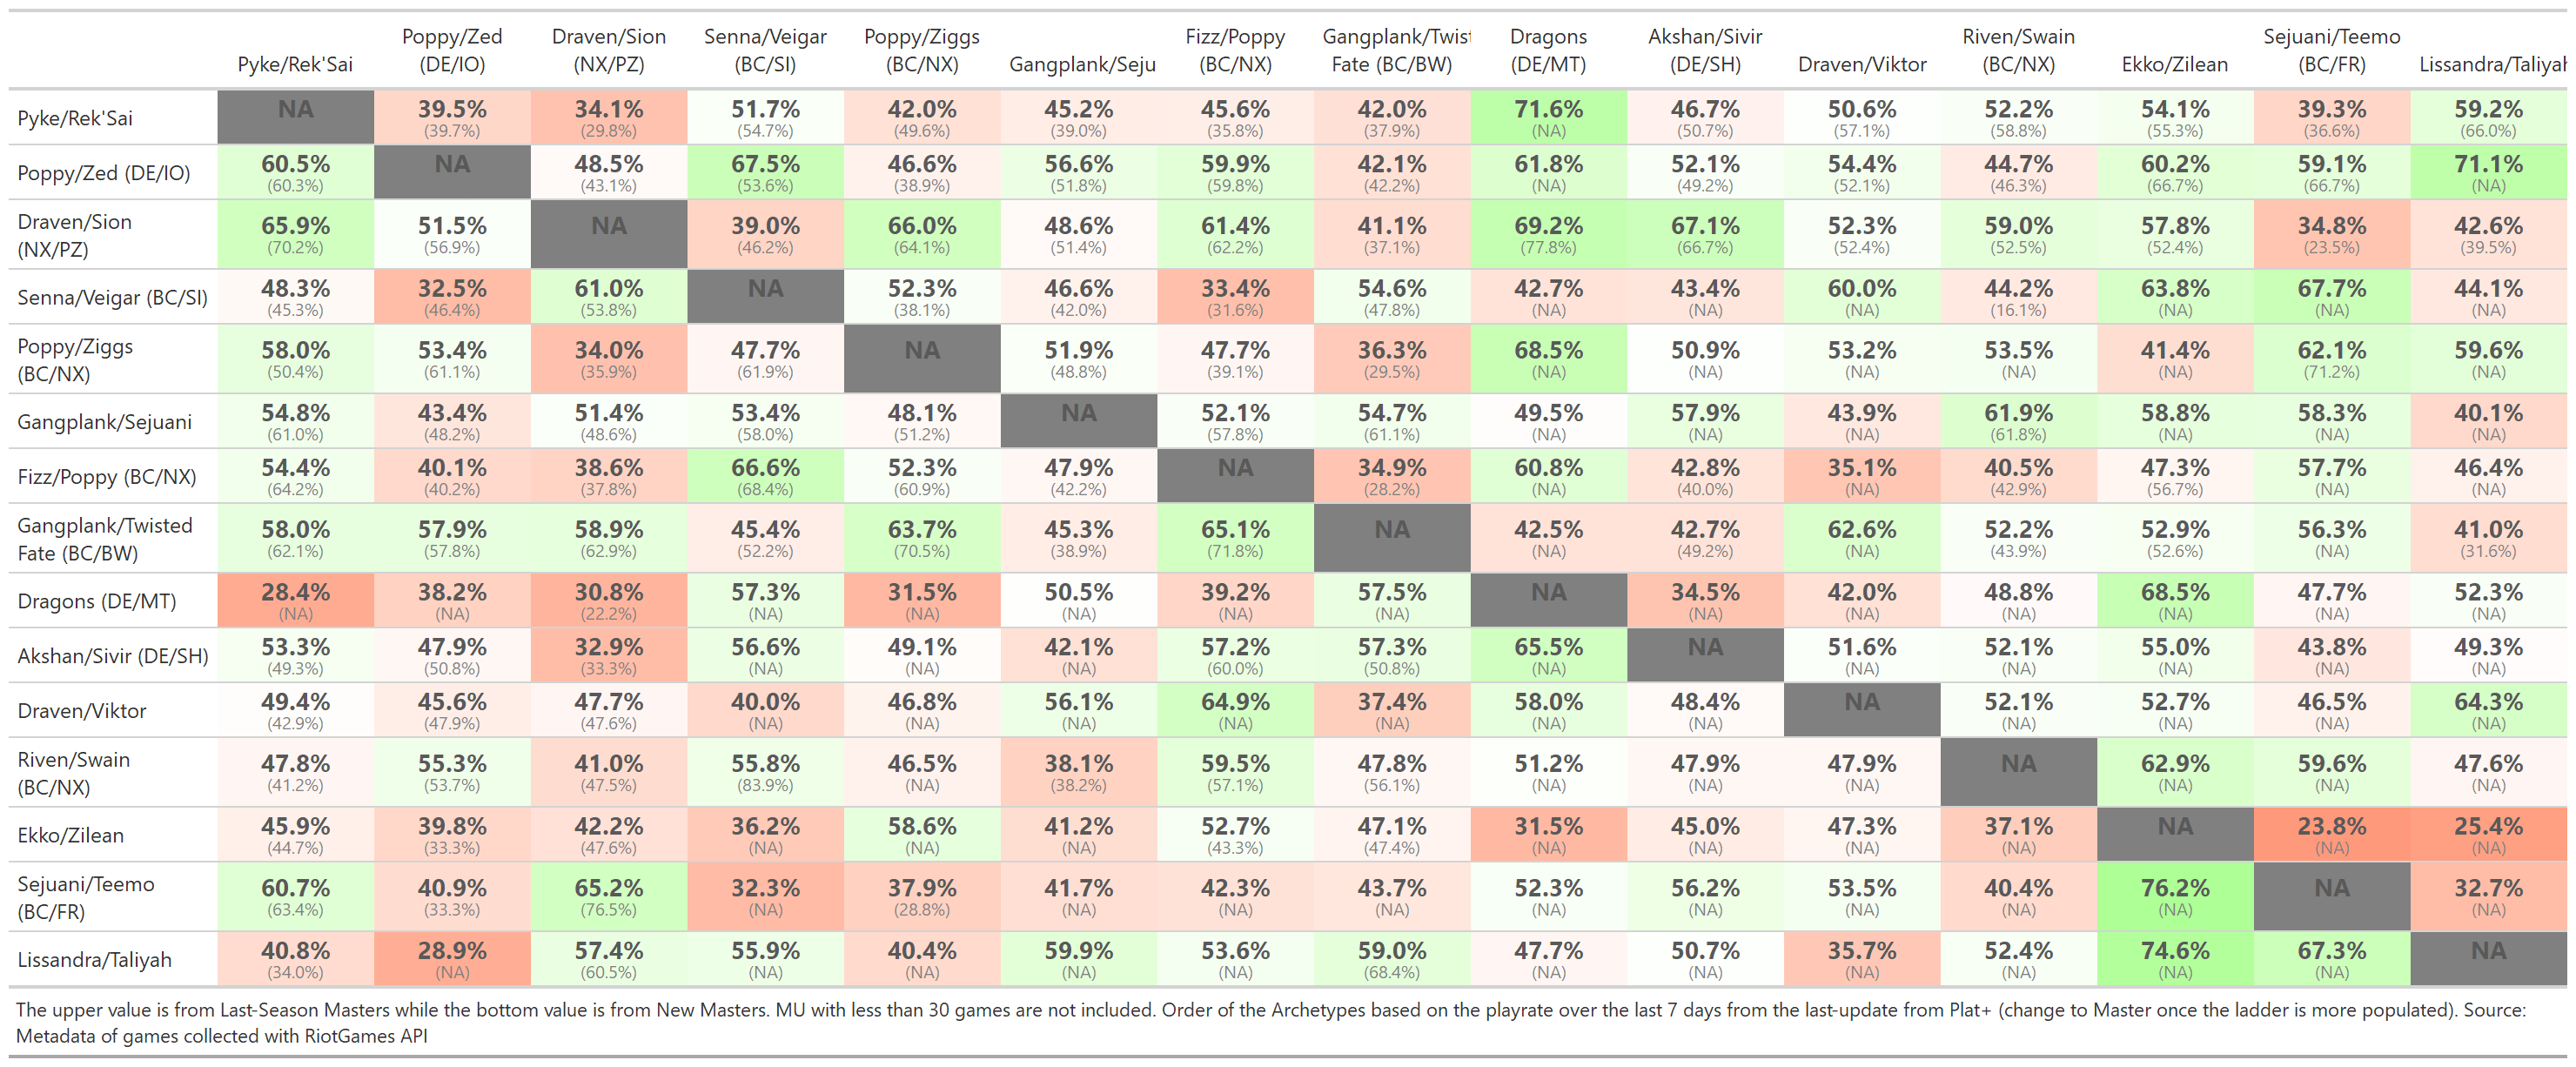 Poppy/Zed Draven/Sion Senna/Veigar Poppy/Ziggs Fizz/Poppy Gangplank/Twist Dragons Akshan/Sivir Riven/Swain Sejuani/Teemo
Pyke/Rek'Sai (DE/IO) (NX/PZ) (BC/SI) (BC/NX) Gangplank/Seju (BC/NX) Fate (BC/BW) (DE/MT) (DE/SH) Draven/Viktor (BC/NX) Ekko/Zilean (BC/FR) Lissandra/Taliyah
Pyke/Rek'Sai NA 39.5% 34.1% 51.7% 42.0% 45.2% 45.6% 42.0% 71.6% 46.7% 50.6% 52.2% 54.1% 39.3% 59.2%
(39.7%) (29.8%) (54.7%) (49.6%) (39.0%) (35.8%) (37.9%) (NA) (50.7%) (57.1%) (58.8%) (55.3%) (36.6%) (66.0%)
Poppy/Zed (DE/IO) 60.5% NA 48.5% 67.5% 46.6% 56.6% 59.9% 42.1% 61.8% 52.1% 54.4% 44.7% 60.2% 59.1% 71.1%
(60.3%) (43.1%) (53.6%) (38.9%) (51.8%) (59.8%) (42.2%) (NA) (49.2%) (52.1%) (46.3%) (66.7%) (66.7%) (NA)
Draven/Sion 65.9% 51.5% NA 39.0% 66.0% 48.6% 61.4% 41.1% 69.2% 67.1% 52.3% 59.0% 57.8% 34.8% 42.6%
(NX/PZ) (70.2%) (56.9%) (46.2%) (64.1%) (51.4%) (62.2%) (37.1%) (77.8%) (66.7%) (52.4%) (52.5%) (52.4%) (23.5%) (39.5%)
Senna/Veigar (BC/SI) 48.3% 32.5% 61.0% NA 52.3% 46.6% 33.4% 54.6% 42.7% 43.4% 60.0% 44.2% 63.8% 67.7% 44.1%
(45.3%) (46.4%) (53.8%) (38.1%) (42.0%) (31.6%) (47.8%) (NA) (NA) (NA) (16.1%) (NA) (NA) (NA)
Poppy/Ziggs 58.0% 53.4% 34.0% 47.7% NA 51.9% 47.7% 36.3% 68.5% 50.9% 53.2% 53.5% 41.4% 62.1% 59.6%
(BC/NX) (50.4%) (61.1%) (35.9%) (61.9%) (48.8%) (39.1%) (29.5%) (NA) (NA) (NA) (NA) (NA) (71.2%) (NA)
Gangplank/Sejuani 54.8% 43.4% 51.4% 53.4% 48.1% NA 52.1% 54.7% 49.5% 57.9% 43.9% 61.9% 58.8% 58.3% 40.1%
(61.0%) (48.2%) (48.6%) (58.0%) (51.2%) (57.8%) (61.1%) (NA) (NA) (NA) (61.8%) (NA) (NA) (NA)
Fizz/Poppy (BC/NX) 54.4% 40.1% 38.6% 66.6% 52.3% 47.9% NA 34.9% 60.8% 42.8% 35.1% 40.5% 47.3% 57.7% 46.4%
(64.2%) (40.2%) (37.8%) (68.4%) (60.9%) (42.2%) (28.2%) (NA) (40.0%) (NA) (42.9%) (56.7%) (NA) (NA)
Gangplank/Twisted 58.0% 57.9% 58.9% 45.4% 63.7% 45.3% 65.1% NA 42.5% 42.7% 62.6% 52.2% 52.9% 56.3% 41.0%
Fate (BC/BW) (62.1%) (57.8%) (62.9%) (52.2%) (70.5%) (38.9%) (71.8%) (NA) (49.2%) (NA) (43.9%) (52.6%) (NA) (31.6%)
Dragons (DE/MT) 28.4% 38.2% 30.8% 57.3% 31.5% 50.5% 39.2% 57.5% NA 34.5% 42.0% 48.8% 68.5% 47.7% 52.3%
(NA) (NA) (22.2%) (NA) (NA) (NA) (NA) (NA) (NA) (NA) (NA) (NA) (NA) (NA)
Akshan/Sivir (DE/SH) 53.3% 47.9% 32.9% 56.6% 49.1% 42.1% 57.2% 57.3% 65.5% NA 51.6% 52.1% 55.0% 43.8% 49.3%
(49.3%) (50.8%) (33.3%) (NA) (NA) (NA) (60.0%) (50.8%) (NA) (NA) (NA) (NA) (NA) (NA)
Draven/Viktor 49.4% 45.6% 47.7% 40.0% 46.8% 56.1% 64.9% 37.4% 58.0% 48.4% NA 52.1% 52.7% 46.5% 64.3%
(42.9%) (47.9%) (47.6%) (NA) (NA) (NA) (NA) (NA) (NA) (NA) (NA) (NA) (NA) (NA)
Riven/Swain 47.8% 55.3% 41.0% 55.8% 46.5% 38.1% 59.5% 47.8% 51.2% 47.9% 47.9% NA 62.9% 59.6% 47.6%
(BC/NX) (41.2%) (53.7%) (47.5%) (83.9%) (NA) (38.2%) (57.1%) (56.1%) (NA) (NA) (NA) (NA) (NA) (NA)
Ekko/Zilean 45.9% 39.8% 42.2% 36.2% 58.6% 41.2% 52.7% 47.1% 31.5% 45.0% 47.3% 37.1% NA 23.8% 25.4%
(44.7%) (33.3%) (47.6%) (NA) (NA) (NA) (43.3%) (47.4%) (NA) (NA) (NA) (NA) (NA) (NA)
Sejuani/Teemo 60.7% 40.9% 65.2% 32.3% 37.9% 41.7% 42.3% 43.7% 52.3% 56.2% 53.5% 40.4% 76.2% NA 32.7%
(BC/FR) (63.4%) (33.3%) (76.5%) (NA) (28.8%) (NA) (NA) (NA) (NA) (NA) (NA) (NA) (NA) (NA)
Lissandra/Taliyah 40.8% 28.9% 57.4% 55.9% 40.4% 59.9% 53.6% 59.0% 47.7% 50.7% 35.7% 52.4% 74.6% 67.3% NA
(34.0%) (NA) (60.5%) (NA) (NA) (NA) (NA) (68.4%) (NA) (NA) (NA) (NA) (NA) (NA)
The upper value is from Last-Season Masters while the bottom value is from New Masters. MU with less than 30 games are not included. Order of the Archetypes based on the playrate over the last 7 days from the last-update from Plat+ (change to Master once the ladder is more populated). Source:
Metadata of games collected with RiotGames API